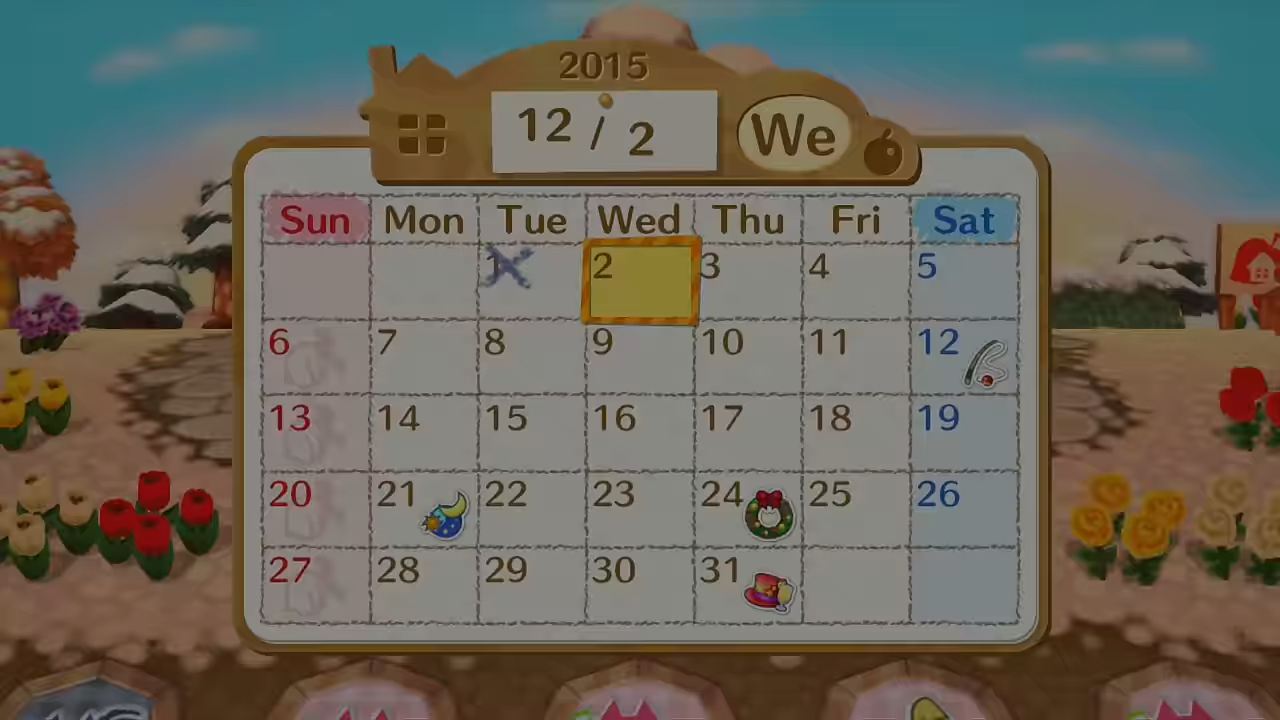 2015
12 / 2 We
Sun Mon Tue Wed Thu Fri Sat
1 2 3 4 5
6 7 8 9 10 11 12
13 14 15 16 17 18 19
20 21 22 23 24 25 26
27 28 29 30 31